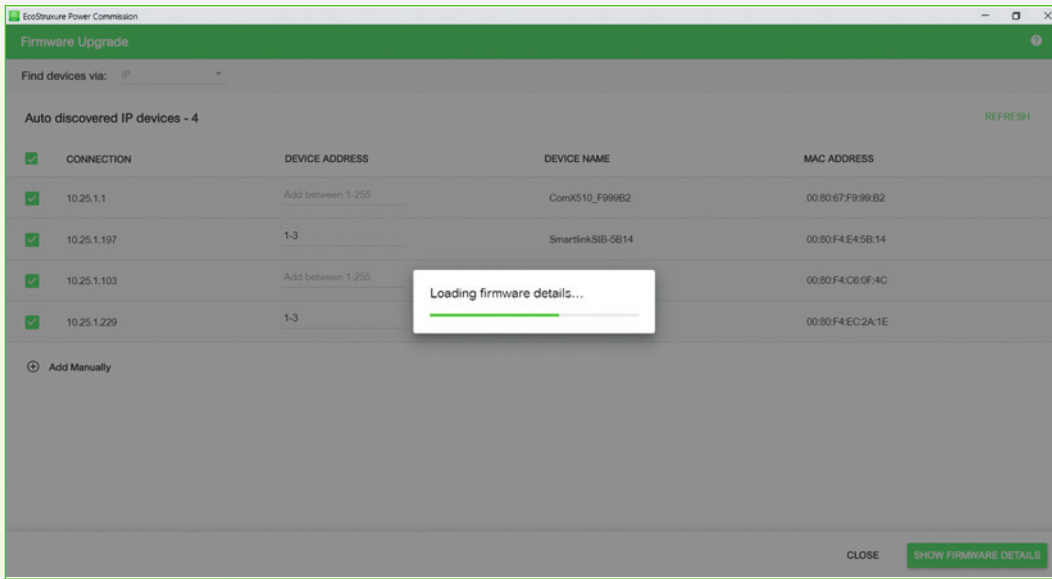 EcoStruxure Power Commission
Firmware Upgrade
Find devices via: IP
Auto discovered IP devices - 4 REFRESH
CONNECTION DEVICE ADDRESS DEVICE NAME MAC ADDRESS
10.25.1.1 Add between 1-255 ComX510_F999B2 00:80:67:F9:99:B2
10.25.1.197 1-3 SmartlinkSIB-5B14 00:80:F4:E4:5B:14
10.25.1.103 Add between 1-255 00:80:F4:C6:0F:4C
10.25.1.229 1-3 00:80:F4:EC:2A:1E
Loading firmware details...
Add Manually
CLOSE SHOW FIRMWARE DETAILS